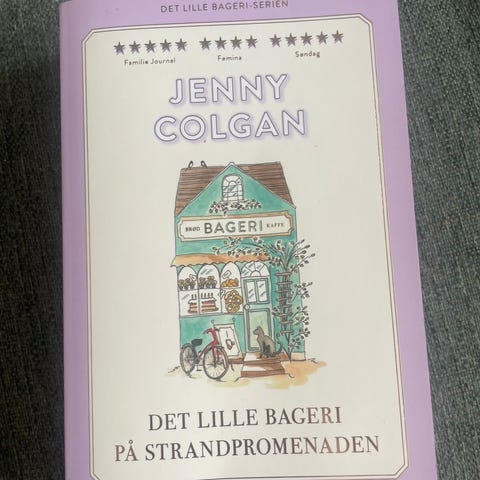 DET LILLE BAGERI-SERIEN
★★★★★ ★★★★ ★★★★★
Familie Journal Femina Søndag
JENNY
COLGAN
BRØD BAGERI KAFFE
DET LILLE BAGERI
PÅ STRANDPROMENADEN